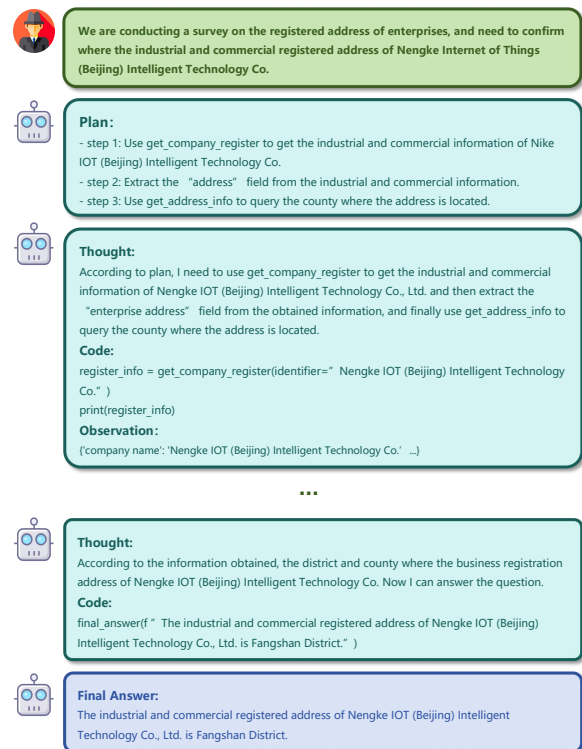 We are conducting a survey on the registered address of enterprises, and need to confirm
where the industrial and commercial registered address of Nengke Internet of Things
(Beijing) Intelligent Technology Co.
Plan:
- step 1: Use get_company_register to get the industrial and commercial information of Nike
IOT (Beijing) Intelligent Technology Co.
- step 2: Extract the “address” field from the industrial and commercial information.
- step 3: Use get_address_info to query the county where the address is located.
Thought:
According to plan, I need to use get_company_register to get the industrial and commercial
information of Nengke IOT (Beijing) Intelligent Technology Co., Ltd. and then extract the
“enterprise address” field from the obtained information, and finally use get_address_info to
query the county where the address is located.
Code:
register_info = get_company_register(identifier=” Nengke IOT (Beijing) Intelligent Technology
Co.” )
print(register_info)
Observation:
{'company name': 'Nengke IOT (Beijing) Intelligent Technology Co.' ...}
...
Thought:
According to the information obtained, the district and county where the business registration
address of Nengke IOT (Beijing) Intelligent Technology Co. Now I can answer the question.
Code:
final_answer(f ” The industrial and commercial registered address of Nengke IOT (Beijing)
Intelligent Technology Co., Ltd. is Fangshan District.” )
Final Answer:
The industrial and commercial registered address of Nengke IOT (Beijing) Intelligent
Technology Co., Ltd. is Fangshan District.